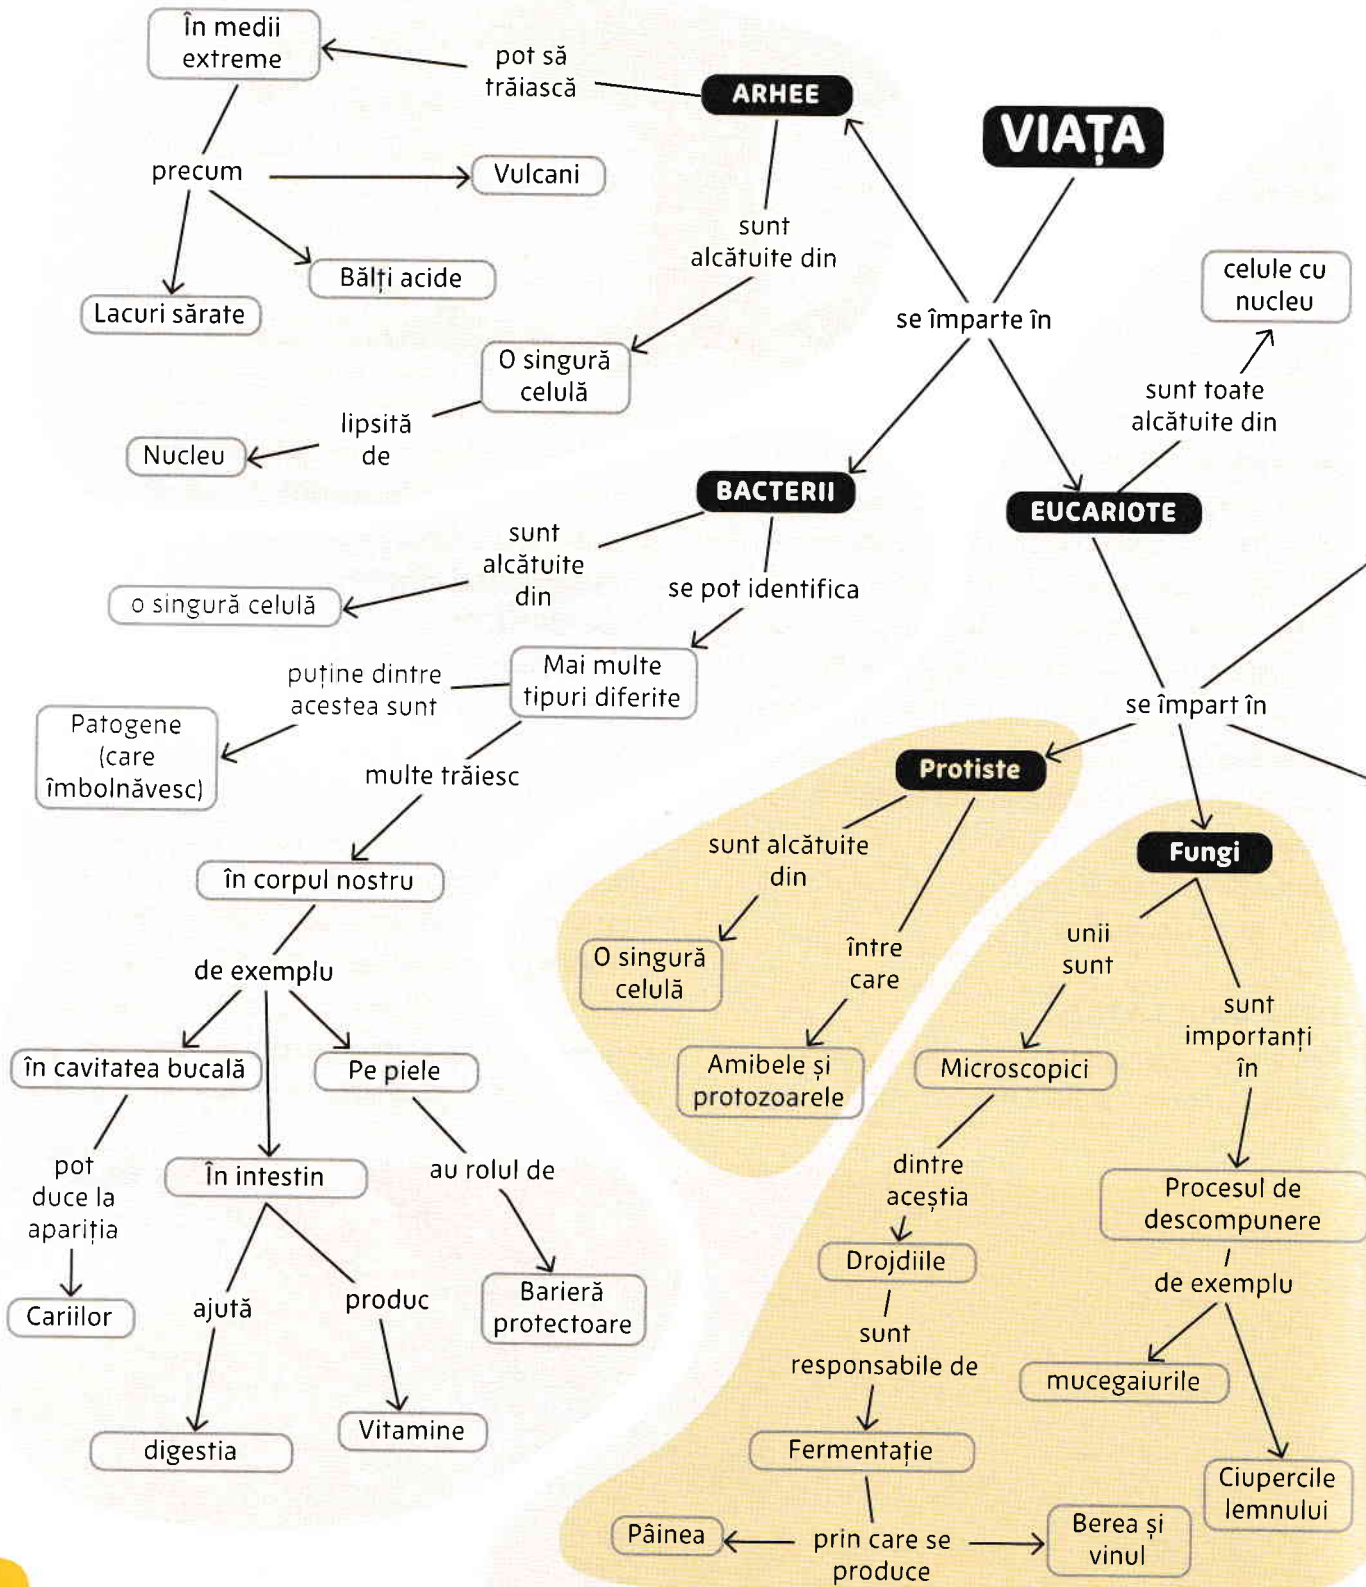 În medii
extreme
pot să
trăiască
ARHEE
VIAȚA
precum
Vulcani
sunt
alcătuite din
Bălți acide
Lacuri sărate
celule cu
nucleu
se împarte în
O singură
celulă
sunt toate
alcătuite din
lipsită
de
Nucleu
BACTERII
EUCARIOTE
sunt
alcătuite
din
se pot identifica
o singură celulă
Mai multe
tipuri diferite
puține dintre
acestea sunt
Patogene
(care
îmbolnăvesc)
se împart în
multe trăiesc
Protiste
Fungi
sunt alcătuite
din
în corpul nostru
O singură
celulă
între
care
unii
sunt
de exemplu
sunt
importanți
în
în cavitatea bucală
Pe piele
Amibele și
protozoarele
Microscopici
pot
duce la
apariția
În intestin
au rolul de
dintre
aceștia
Procesul de
descompunere
Drojdiile
de exemplu
Cariilor
ajută
produc
Barieră
protectoare
sunt
responsabile de
mucegaiurile
digestia
Vitamine
Fermentație
Ciupercile
lemnului
Pâinea
prin care se
produce
Berea și
vinul